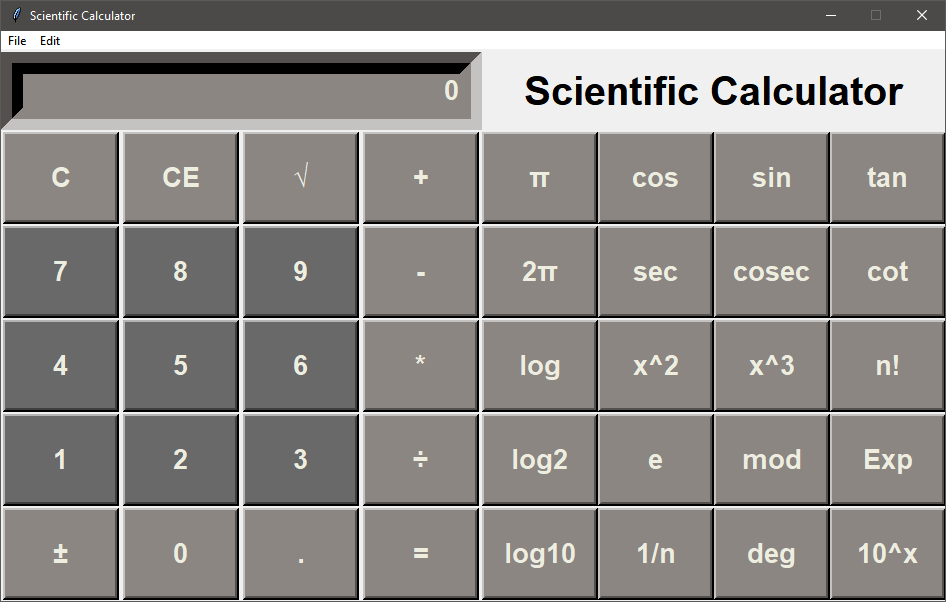 Scientific Calculator
File Edit
0 Scientific Calculator
C CE √ + π cos sin tan
7 8 9 - 2π sec cosec cot
4 5 6 * log x^2 x^3 n!
1 2 3 ÷ log2 e mod Exp
± 0 . = log10 1/n deg 10^x